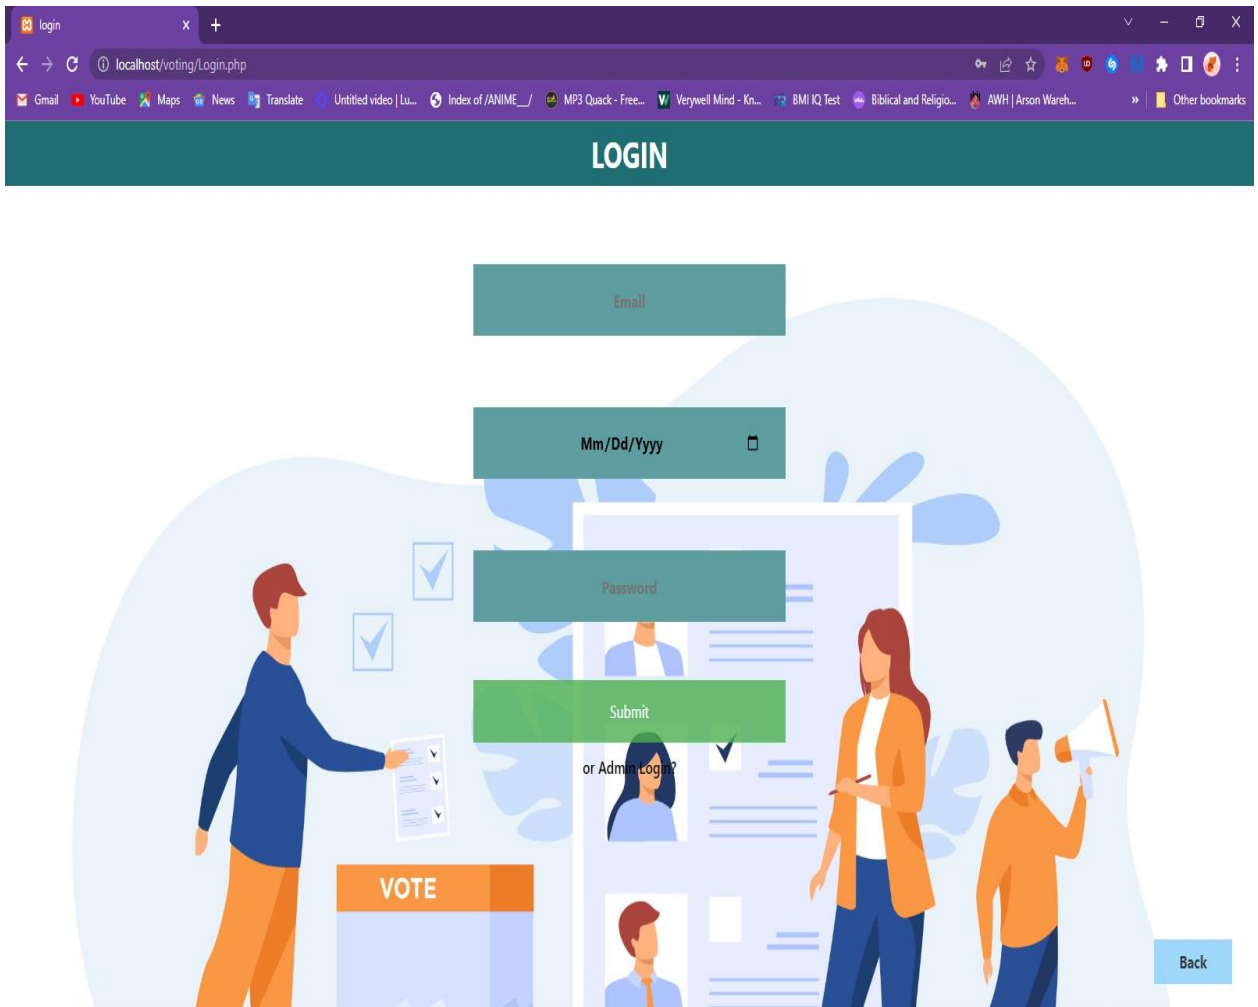 login
localhost/voting/Login.php
Gmail YouTube Maps News Translate Untitled video | Lu... Index of /ANIME__/ MP3 Quack - Free... Verywell Mind - Kn... BMI IQ Test Biblical and Religio... AWH | Arson Wareh... » Other bookmarks
LOGIN
Email
Mm/Dd/Yyyy
Password
Submit
or Admin Login?
VOTE
Back